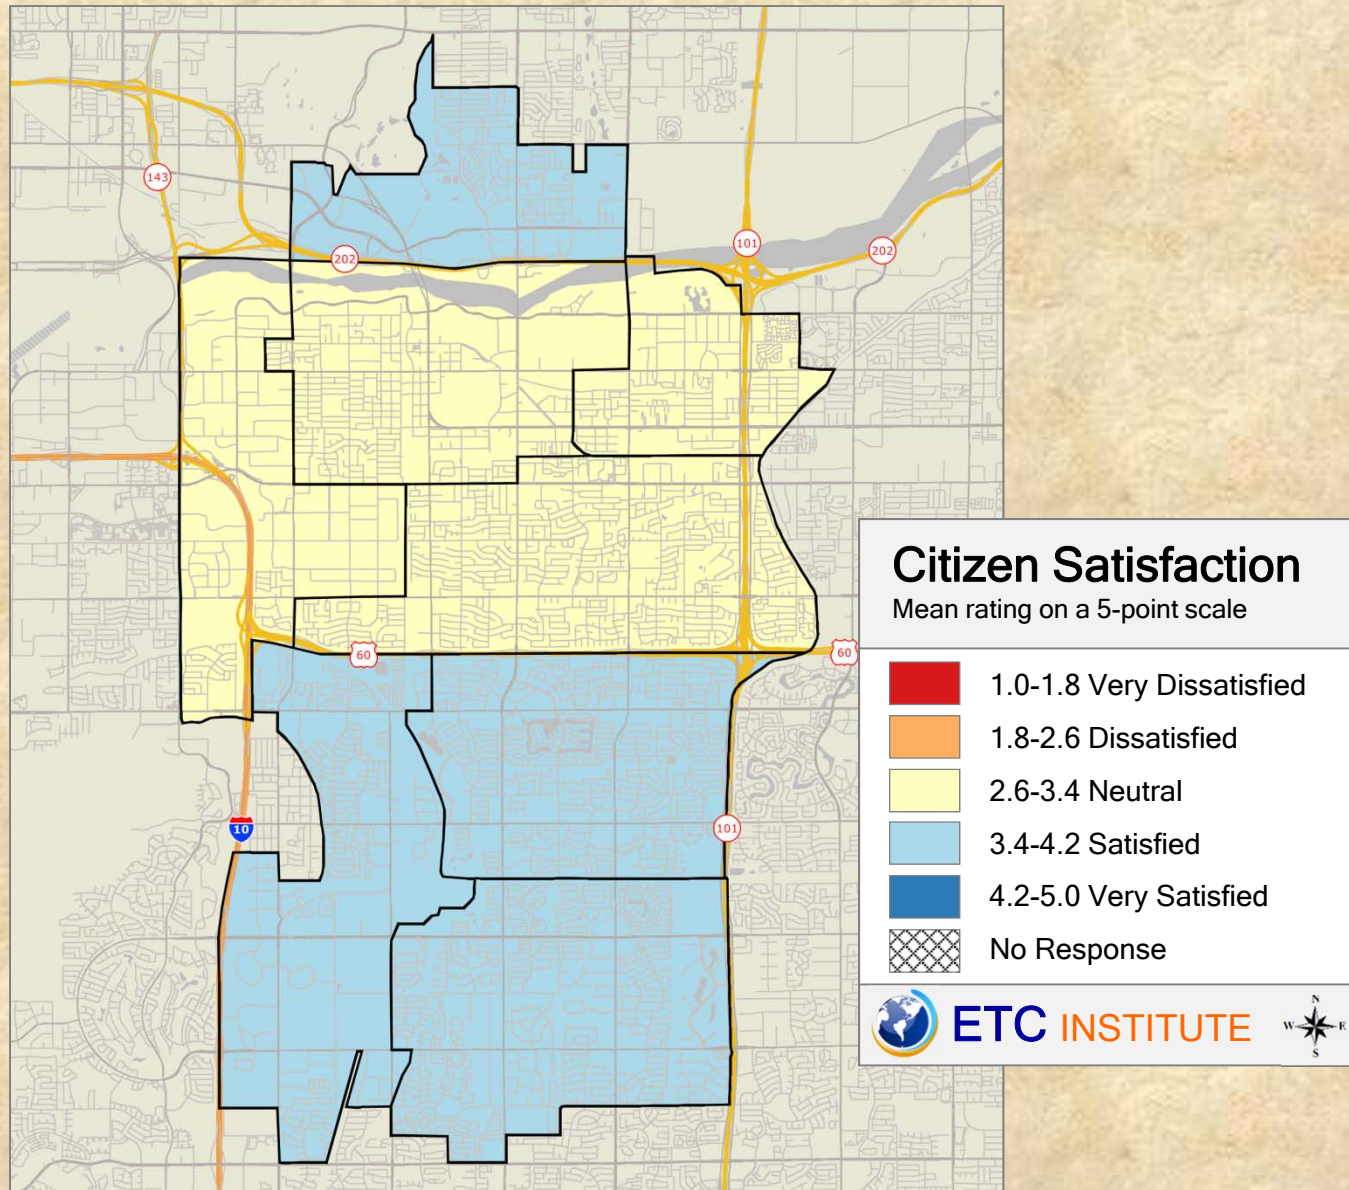 143
101
202
202
60
60
10
101
Citizen Satisfaction
Mean rating on a 5-point scale
1.0-1.8 Very Dissatisfied
1.8-2.6 Dissatisfied
2.6-3.4 Neutral
3.4-4.2 Satisfied
4.2-5.0 Very Satisfied
No Response
ETC INSTITUTE
N
W E
S